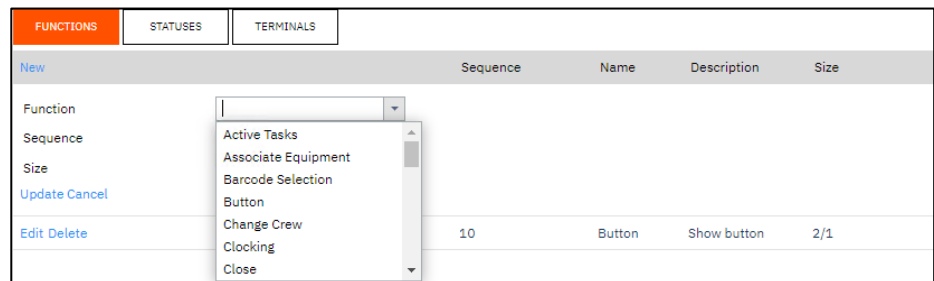 FUNCTIONS STATUSES TERMINALS
New Sequence Name Description Size
Function
Sequence
Size
Update Cancel
Active Tasks
Associate Equipment
Barcode Selection
Button
Change Crew
Clocking
Close
Edit Delete 10 Button Show button 2/1